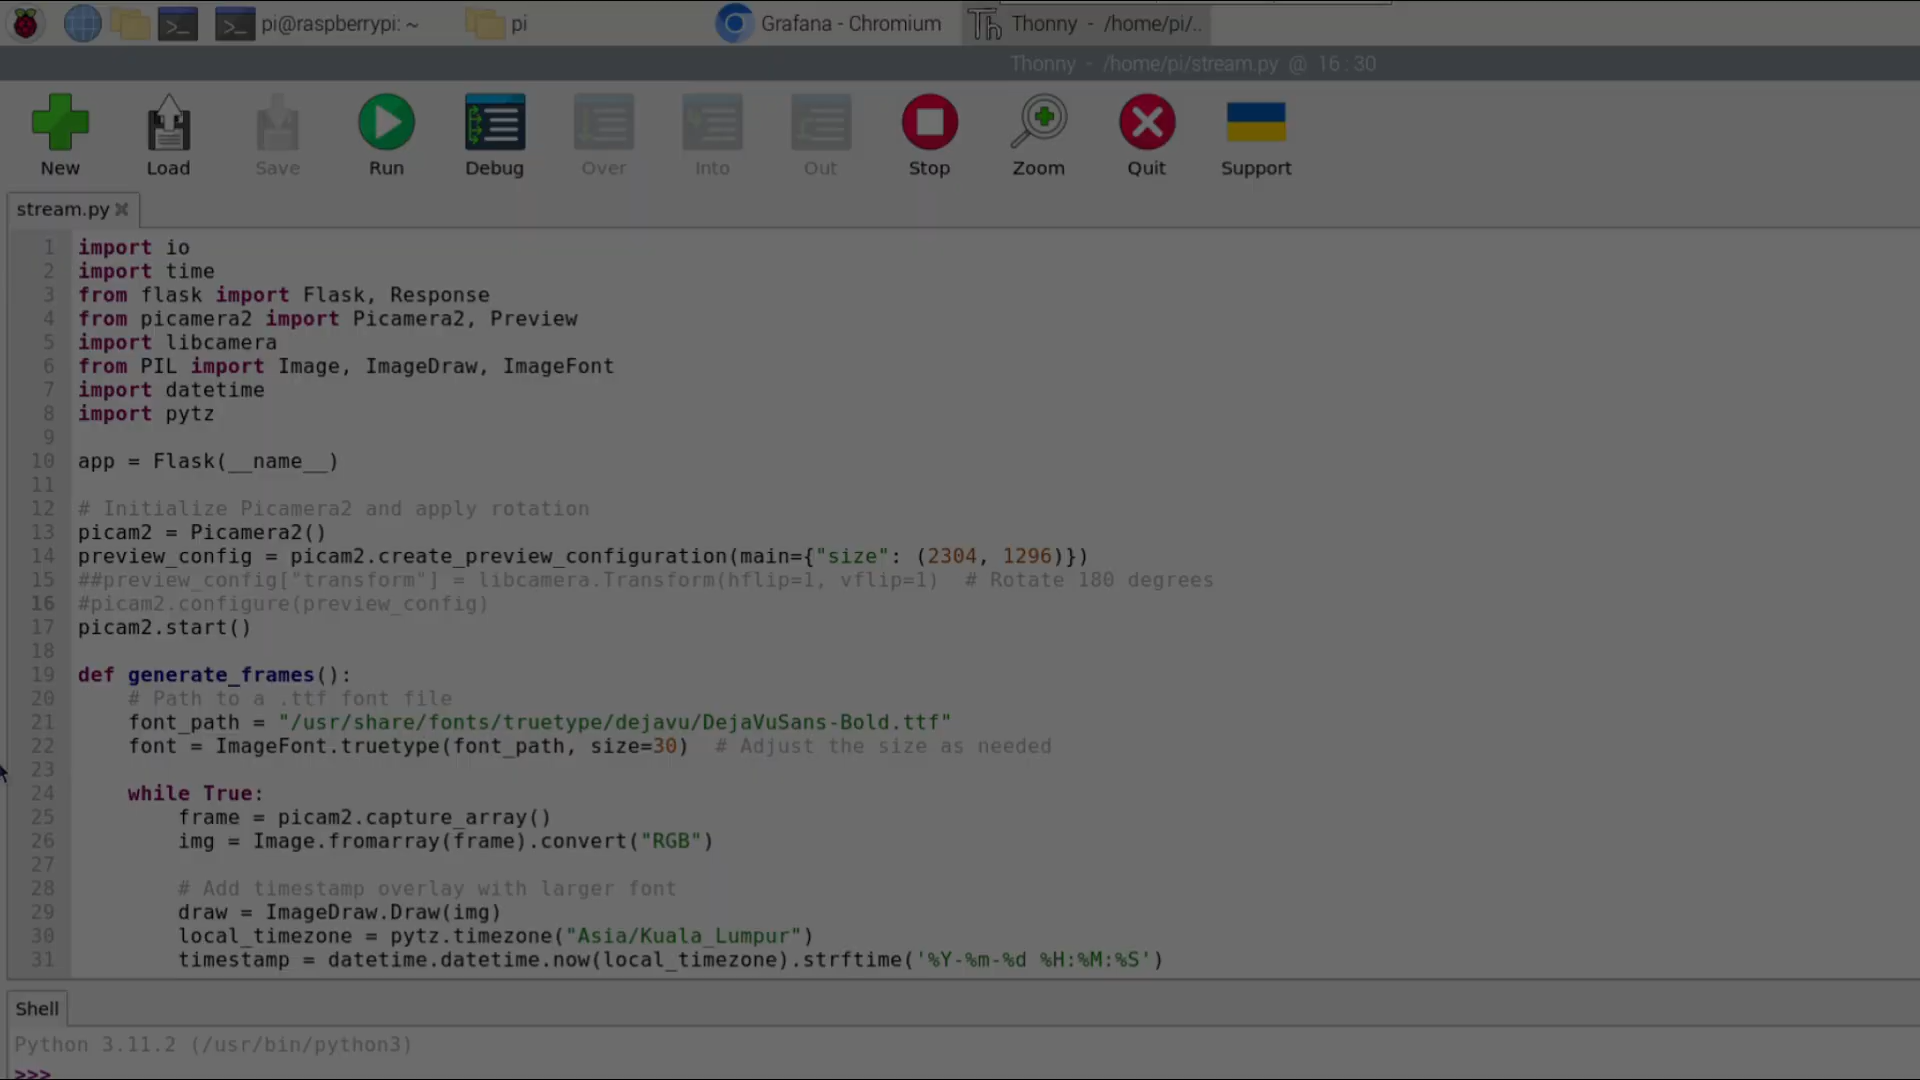 pi@raspberrypi: ~
pi
Grafana - Chromium
Thonny - /home/pi/..
Thonny - /home/pi/stream.py @ 16:30
New
Load
Save
Run
Debug
Over
Into
Out
Stop
Zoom
Quit
Support
stream.py
1 import io
2 import time
3 from flask import Flask, Response
4 from picamera2 import Picamera2, Preview
5 import libcamera
6 from PIL import Image, ImageDraw, ImageFont
7 import datetime
8 import pytz
9
10 app = Flask(__name__)
11
12 # Initialize Picamera2 and apply rotation
13 picam2 = Picamera2()
14 preview_config = picam2.create_preview_configuration(main={"size": (2304, 1296)})
15 ##preview_config["transform"] = libcamera.Transform(hflip=1, vflip=1)  # Rotate 180 degrees
16 #picam2.configure(preview_config)
17 picam2.start()
18
19 def generate_frames():
20     # Path to a .ttf font file
21     font_path = "/usr/share/fonts/truetype/dejavu/DejaVuSans-Bold.ttf"
22     font = ImageFont.truetype(font_path, size=30)  # Adjust the size as needed
23
24     while True:
25         frame = picam2.capture_array()
26         img = Image.fromarray(frame).convert("RGB")
27
28         # Add timestamp overlay with larger font
29         draw = ImageDraw.Draw(img)
30         local_timezone = pytz.timezone("Asia/Kuala_Lumpur")
31         timestamp = datetime.datetime.now(local_timezone).strftime('%Y-%m-%d %H:%M:%S')
Shell
Python 3.11.2 (/usr/bin/python3)
>>>